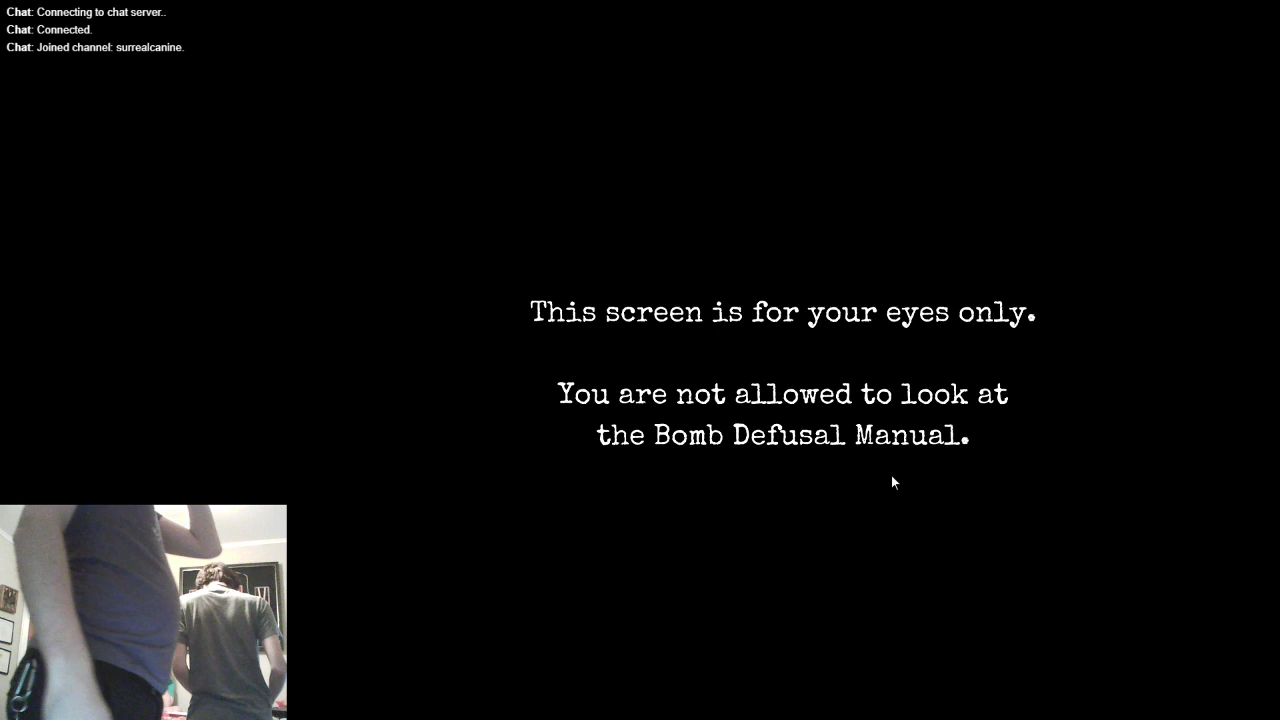 Chat: Connecting to chat server..
Chat: Connected.
Chat: Joined channel: surrealcanine.
This screen is for your eyes only.
You are not allowed to look at
the Bomb Defusal Manual.